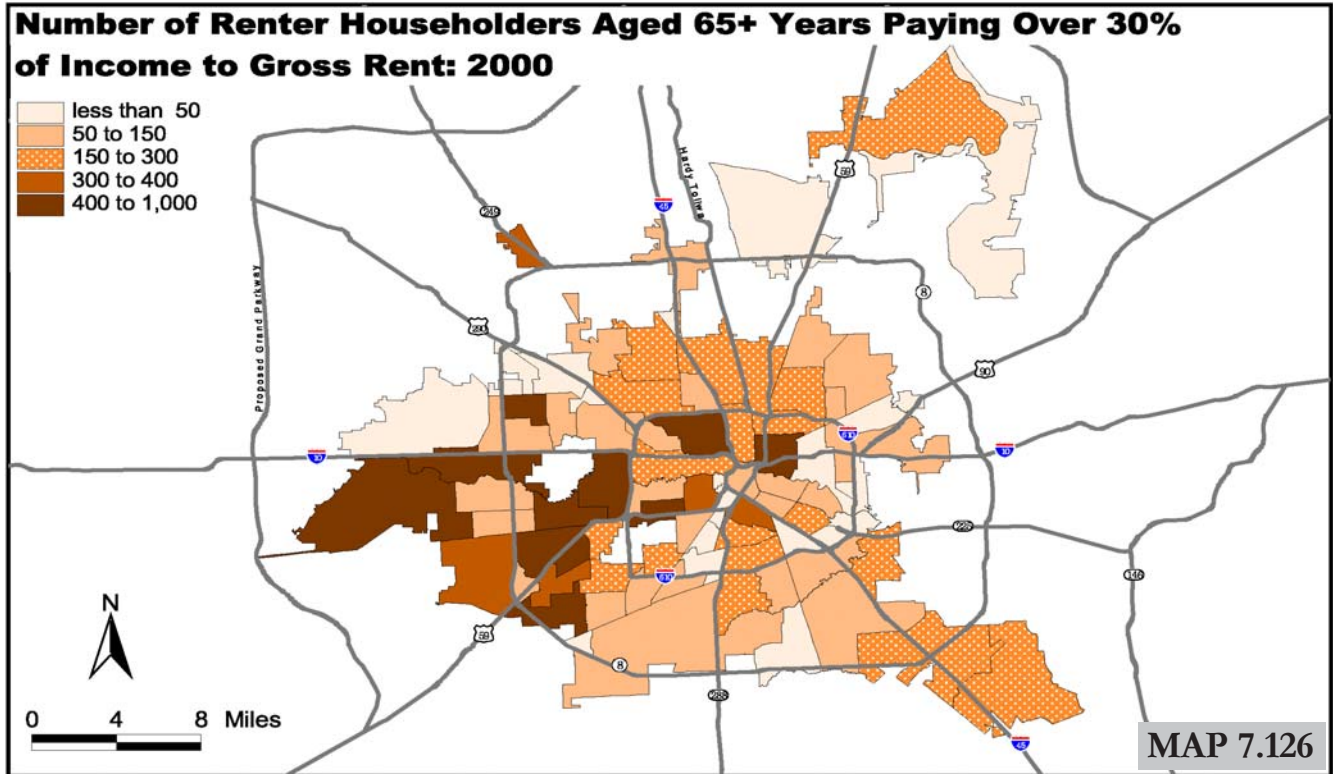 Number of Renter Householders Aged 65+ Years Paying Over 30%
of Income to Gross Rent: 2000
less than 50
50 to 150
150 to 300
300 to 400
400 to 1,000
Hardy Tollwa
59
45
249
Proposed Grand Parkway
8
290
90
610
10
10
225
146
610
N
59
8
288
0 4 8 Miles
45
MAP 7.126